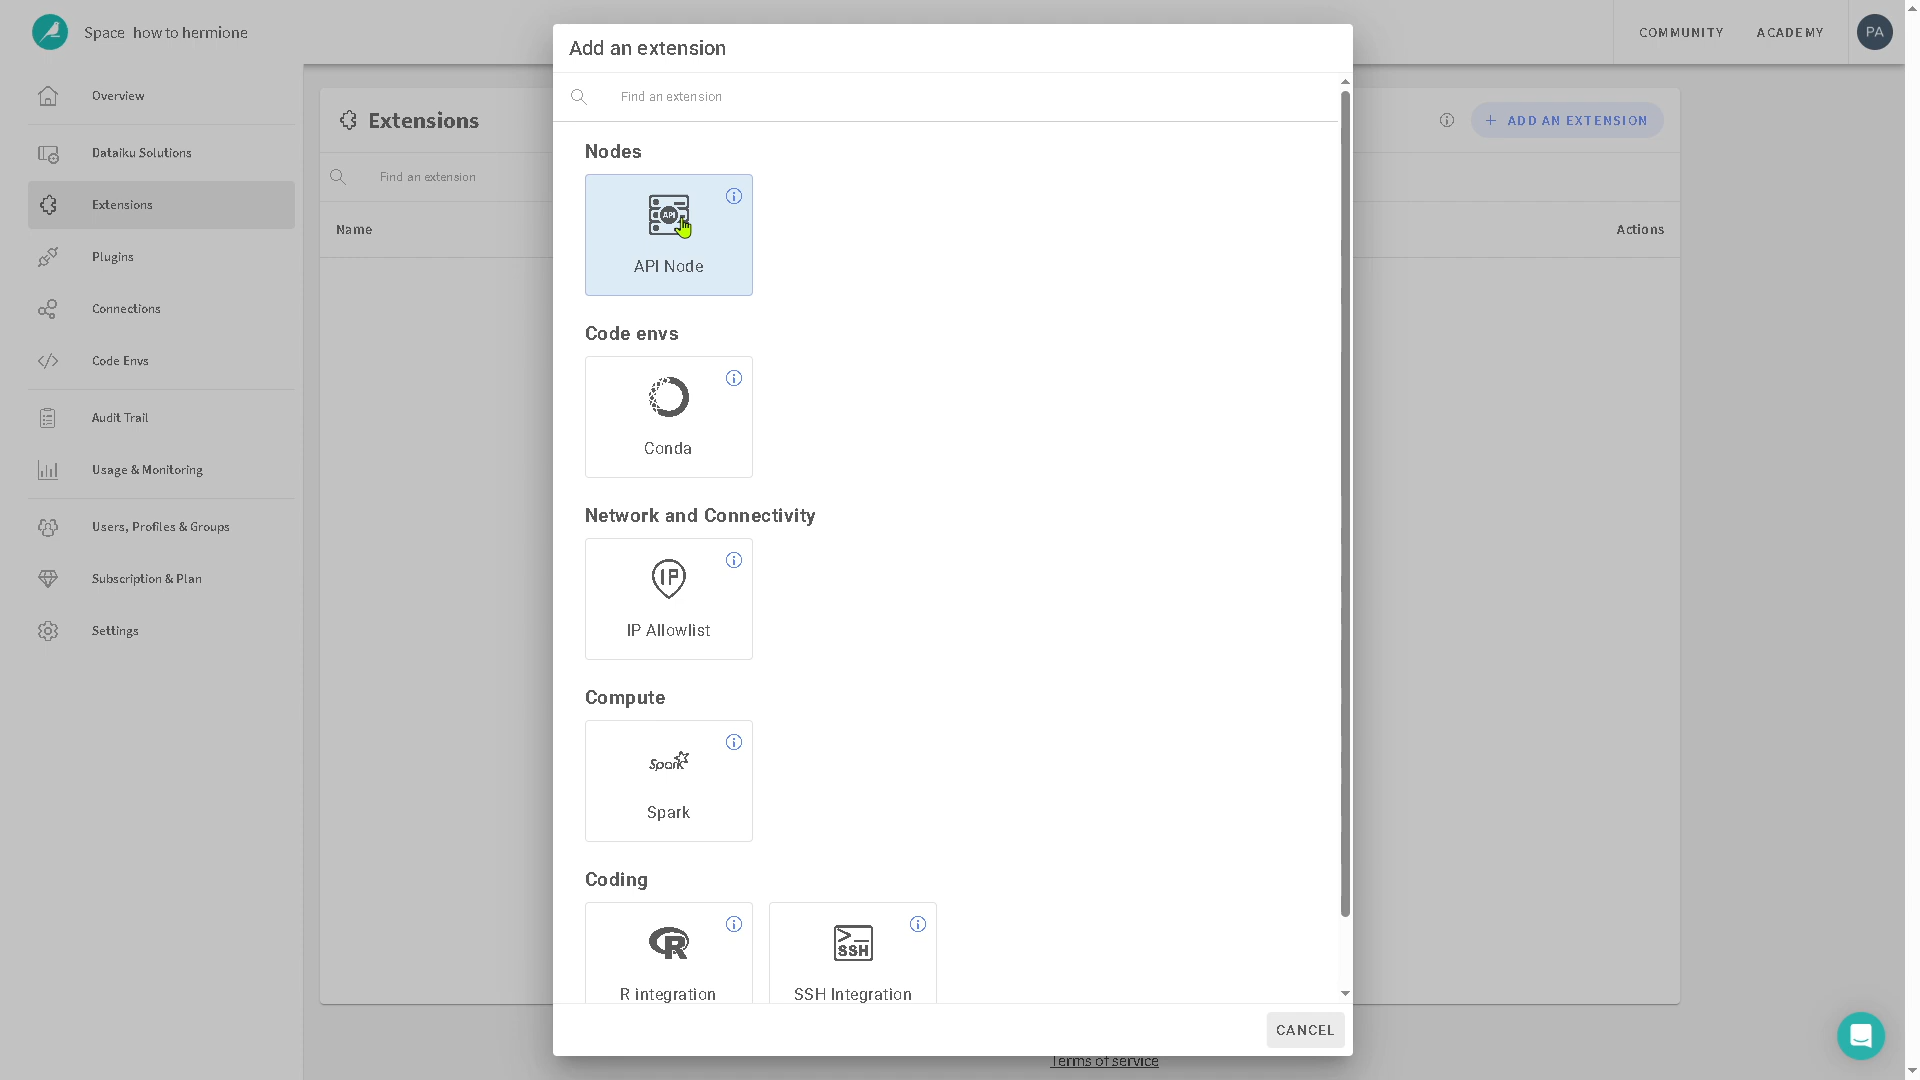 Space how to hermione
COMMUNITY
ACADEMY
PA
Overview
Dataiku Solutions
Extensions
Plugins
Connections
Code Envs
Audit Trail
Usage & Monitoring
Users, Profiles & Groups
Subscription & Plan
Settings
Extensions
ADD AN EXTENSION
Find an extension
Name
Actions
Add an extension
Find an extension
Nodes
API
API Node
Code envs
Conda
Network and Connectivity
IP
IP Allowlist
Compute
Spark
Spark
Coding
R
R integration
SSH
SSH Integration
CANCEL
Terms of service